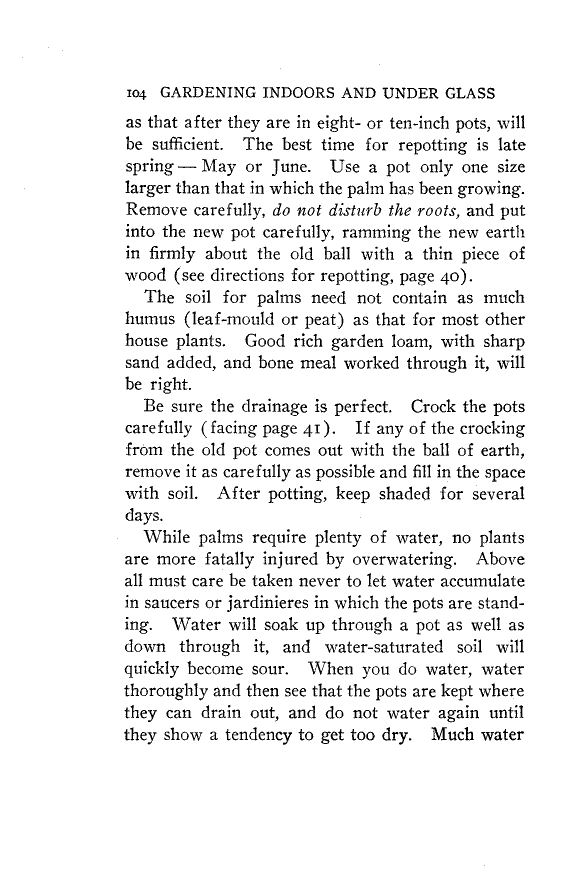 104 GARDENING INDOORS AND UNDER GLASS
as that after they are in eight- or ten-inch pots, will
be sufficient. The best time for repotting is late
spring — May or June. Use a pot only one size
larger than that in which the palm has been growing.
Remove carefully, do not disturb the roots, and put
into the new pot carefully, ramming the new earth
in firmly about the old ball with a thin piece of
wood (see directions for repotting, page 40).
The soil for palms need not contain as much
humus (leaf-mould or peat) as that for most other
house plants. Good rich garden loam, with sharp
sand added, and bone meal worked through it, will
be right.
Be sure the drainage is perfect. Crock the pots
carefully (facing page 41). If any of the crocking
from the old pot comes out with the ball of earth,
remove it as carefully as possible and fill in the space
with soil. After potting, keep shaded for several
days.
While palms require plenty of water, no plants
are more fatally injured by overwatering. Above
all must care be taken never to let water accumulate
in saucers or jardinieres in which the pots are stand-
ing. Water will soak up through a pot as well as
down through it, and water-saturated soil will
quickly become sour. When you do water, water
thoroughly and then see that the pots are kept where
they can drain out, and do not water again until
they show a tendency to get too dry. Much water